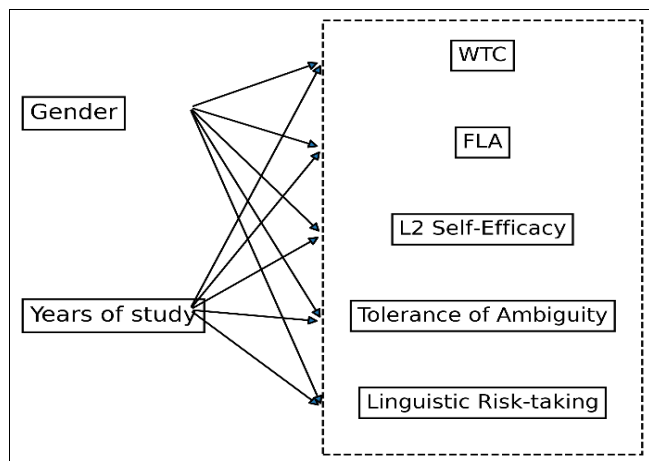 Gender
Years of study
WTC
FLA
L2 Self-Efficacy
Tolerance of Ambiguity
Linguistic Risk-taking